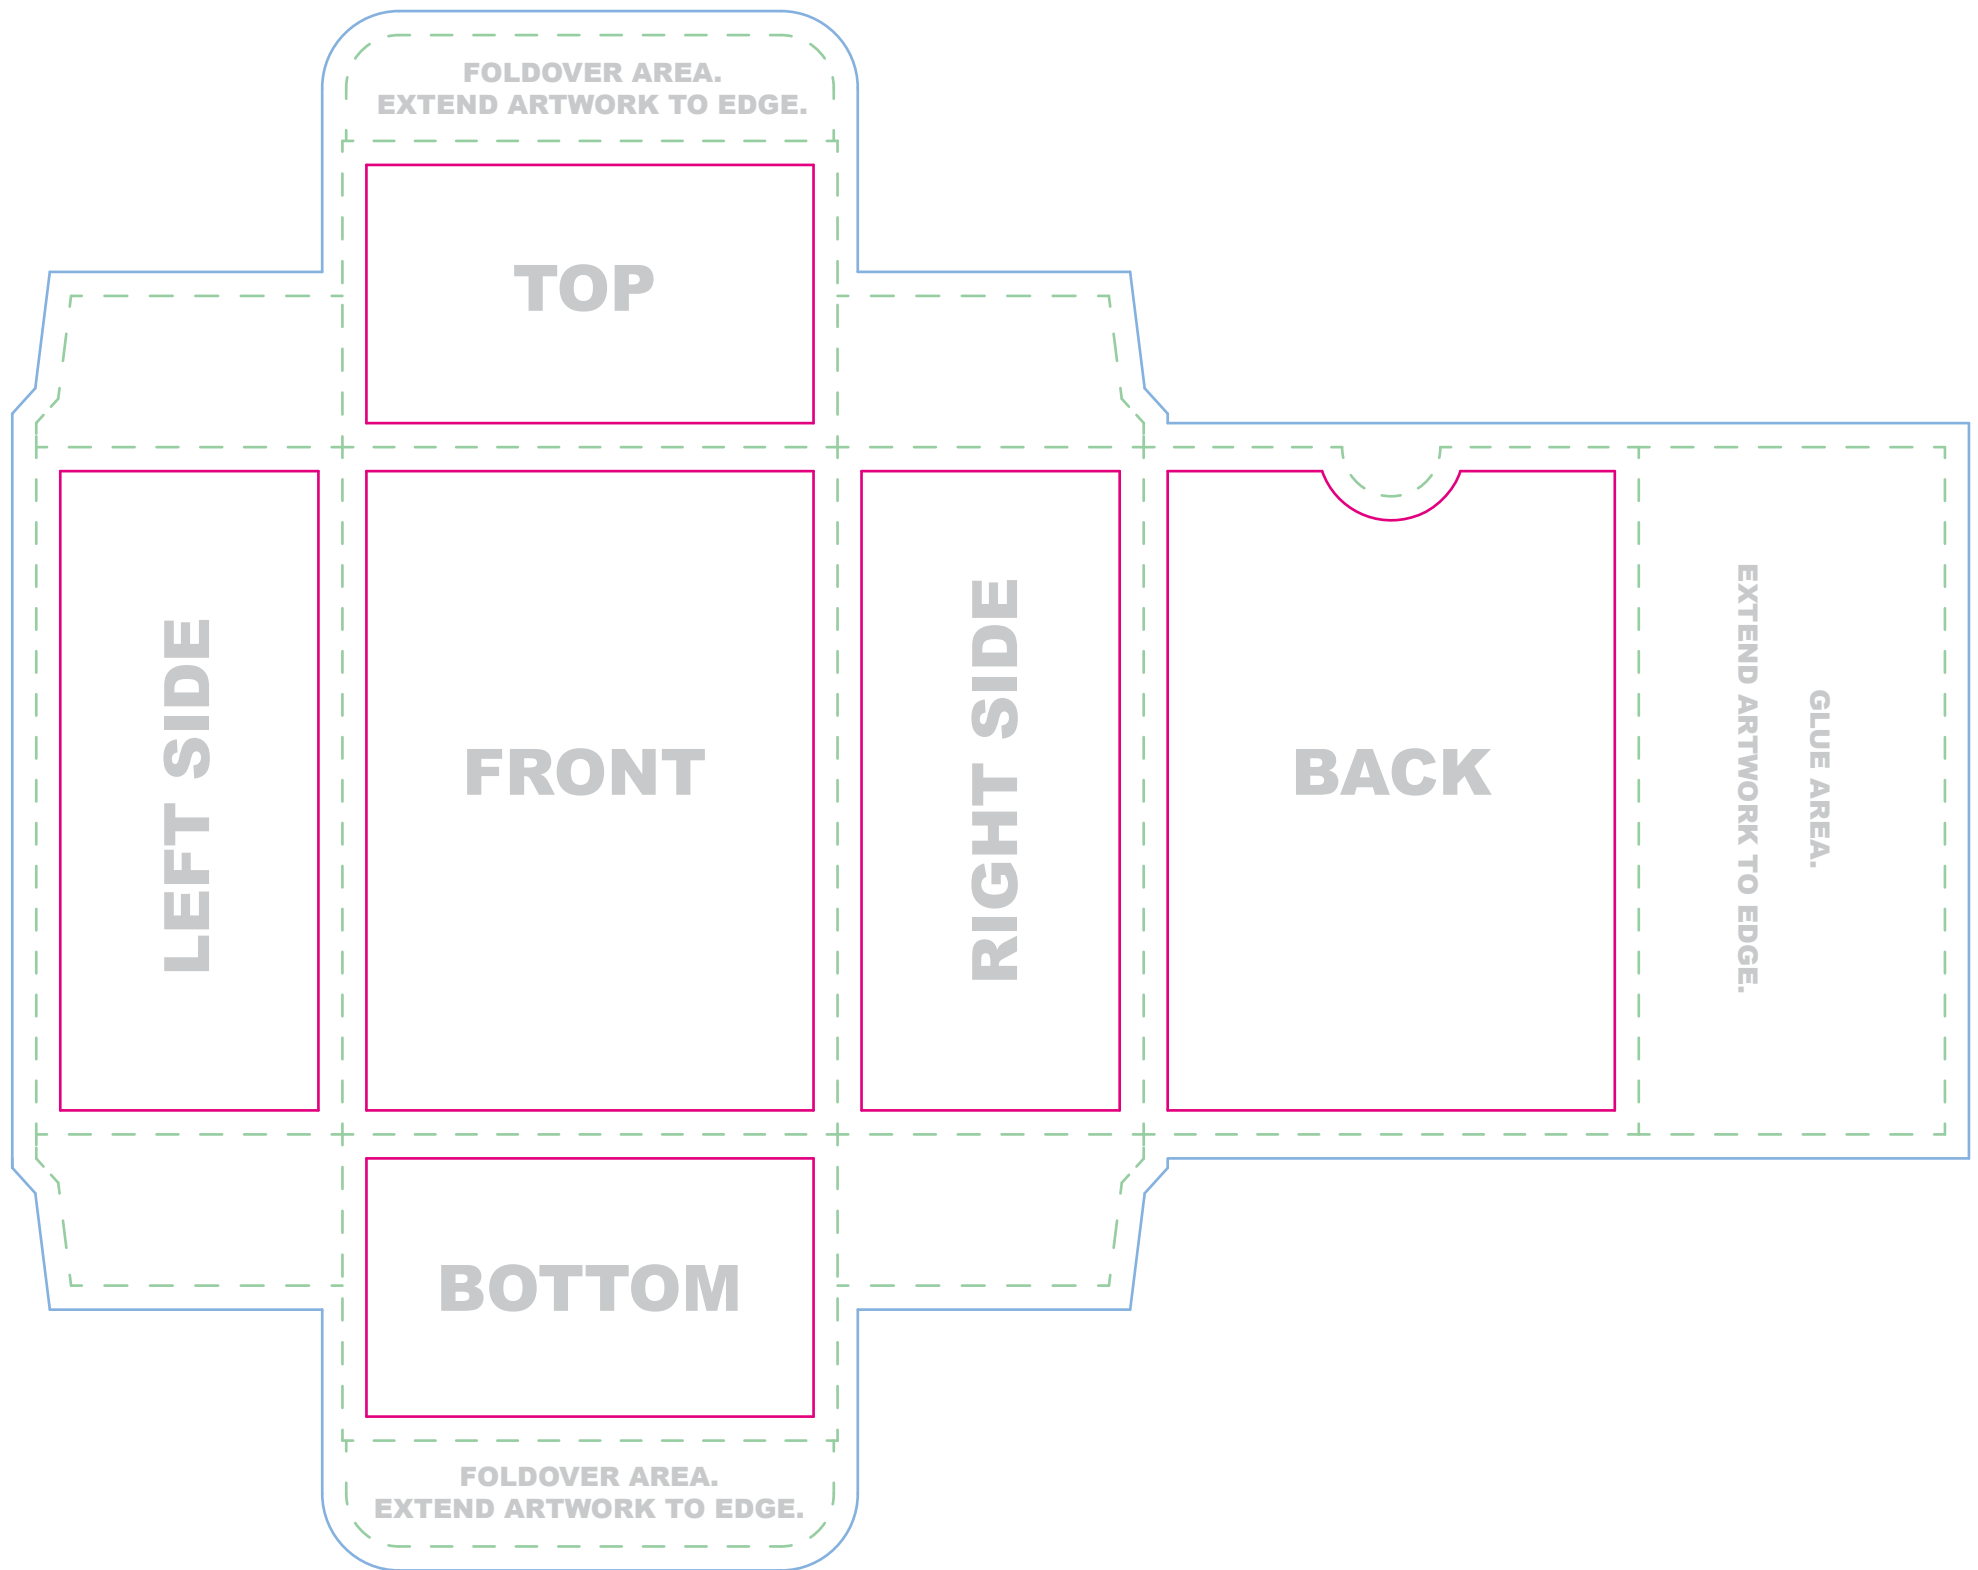 FOLDOVER AREA.
EXTEND ARTWORK TO EDGE.
TOP
LEFT SIDE
FRONT
RIGHT SIDE
BACK
GLUE AREA.
EXTEND ARTWORK TO EDGE.
BOTTOM
FOLDOVER AREA.
EXTEND ARTWORK TO EDGE.